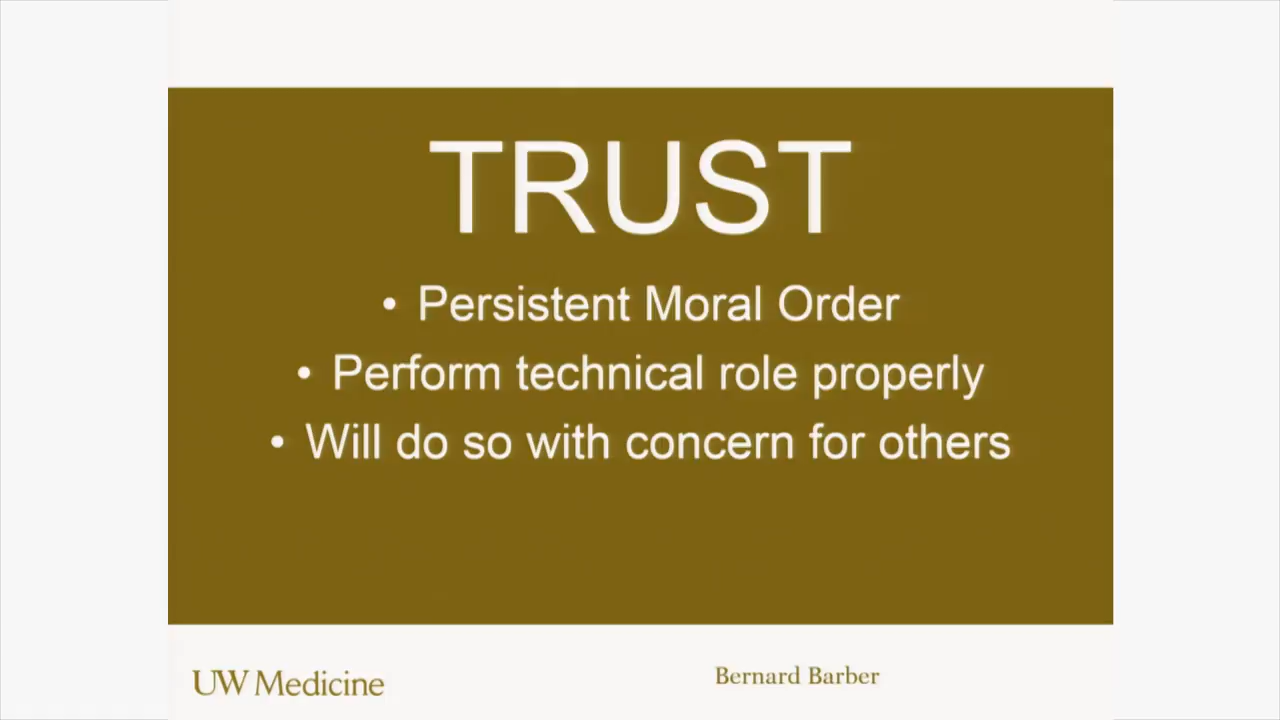 TRUST
• Persistent Moral Order
• Perform technical role properly
• Will do so with concern for others
UW Medicine
Bernard Barber